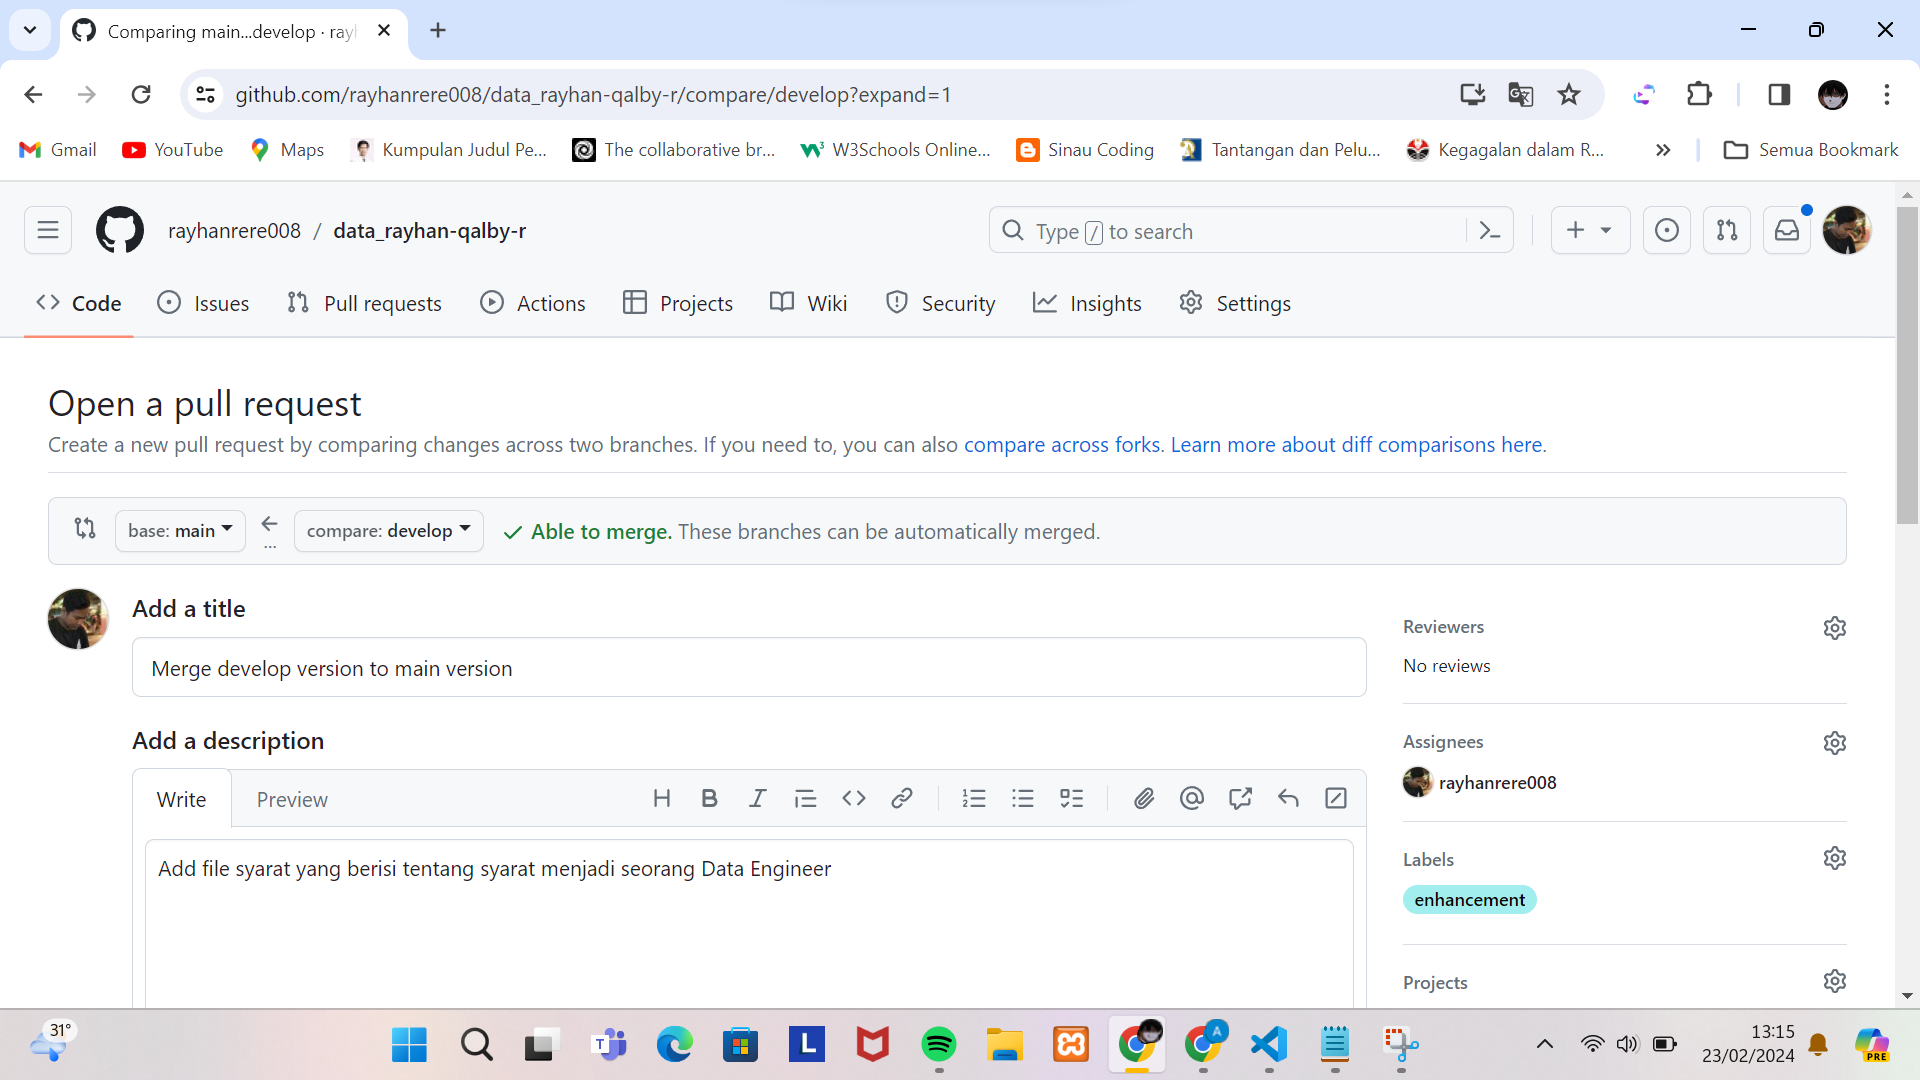 Comparing main...develop · ray
github.com/rayhanrere008/data_rayhan-qalby-r/compare/develop?expand=1
Gmail YouTube Maps Kumpulan Judul Pe... The collaborative br... W3Schools Online... Sinau Coding Tantangan dan Pelu... Kegagalan dalam R... Semua Bookmark
rayhanrere008 / data_rayhan-qalby-r Type / to search
Code Issues Pull requests Actions Projects Wiki Security Insights Settings
Open a pull request
Create a new pull request by comparing changes across two branches. If you need to, you can also compare across forks. Learn more about diff comparisons here.
base: main ... compare: develop Able to merge. These branches can be automatically merged.
Add a title
Merge develop version to main version
Add a description
Write Preview
Add file syarat yang berisi tentang syarat menjadi seorang Data Engineer
Reviewers
No reviews
Assignees
rayhanrere008
Labels
enhancement
Projects
31°
T
L
A
13:15
23/02/2024
PRE